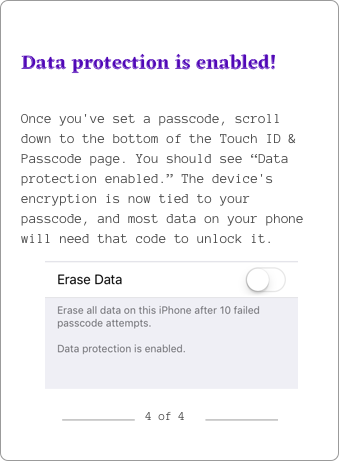 Data protection is enabled!
Once you've set a passcode, scroll
down to the bottom of the Touch ID &
Passcode page. You should see “Data
protection enabled.” The device's
encryption is now tied to your
passcode, and most data on your phone
will need that code to unlock it.
Erase Data
Erase all data on this iPhone after 10 failed
passcode attempts.
Data protection is enabled.
4 of 4